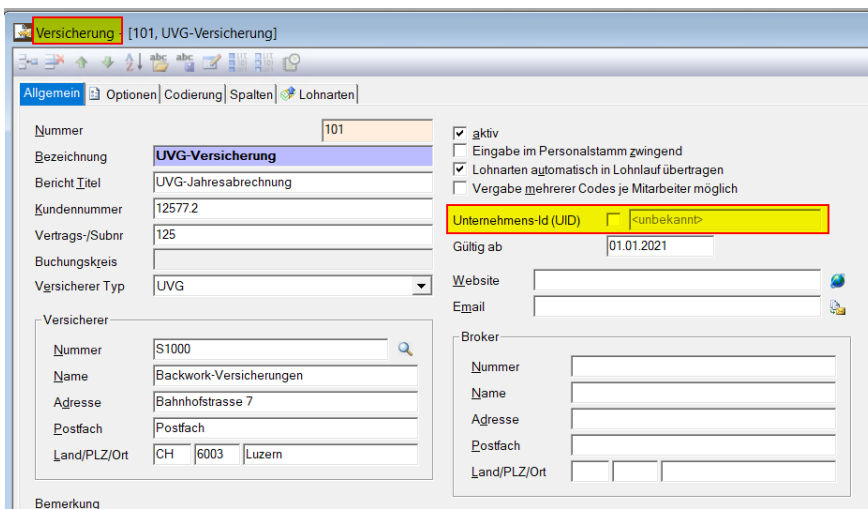 Versicherung - [101, UVG-Versicherung]
Allgemein Optionen Codierung Spalten Lohnarten
Nummer 101
Bezeichnung UVG-Versicherung
Bericht Titel UVG-Jahresabrechnung
Kundennummer 12577.2
Vertrags-/Subnr 125
Buchungskreis
Versicherer Typ UVG
aktiv
Eingabe im Personalstamm zwingend
Lohnarten automatisch in Lohnlauf übertragen
Vergabe mehrerer Codes je Mitarbeiter möglich
Unternehmens-Id (UID) <unbekannt>
Gültig ab 01.01.2021
Website
Email
Versicherer
Nummer S1000
Name Backwork-Versicherungen
Adresse Bahnhofstrasse 7
Postfach Postfach
Land/PLZ/Ort CH 6003 Luzern
Broker
Nummer
Name
Adresse
Postfach
Land/PLZ/Ort
Bemerkung